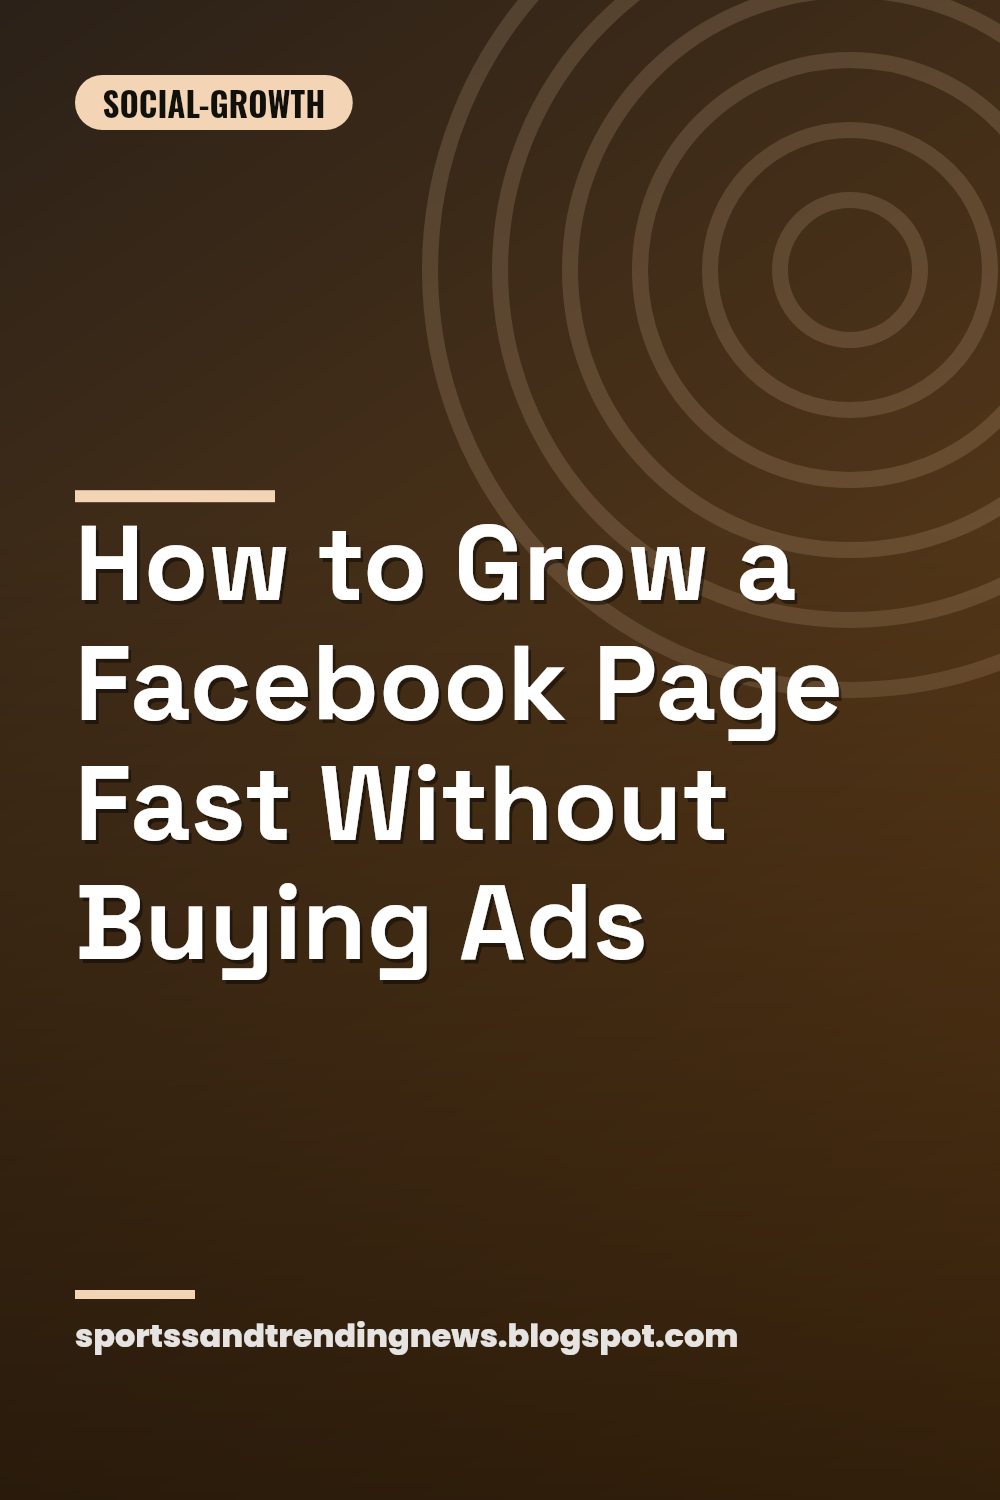 SOCIAL-GROWTH
How to Grow a
Facebook Page
Fast Without
Buying Ads
sportssandtrendingnews.blogspot.com